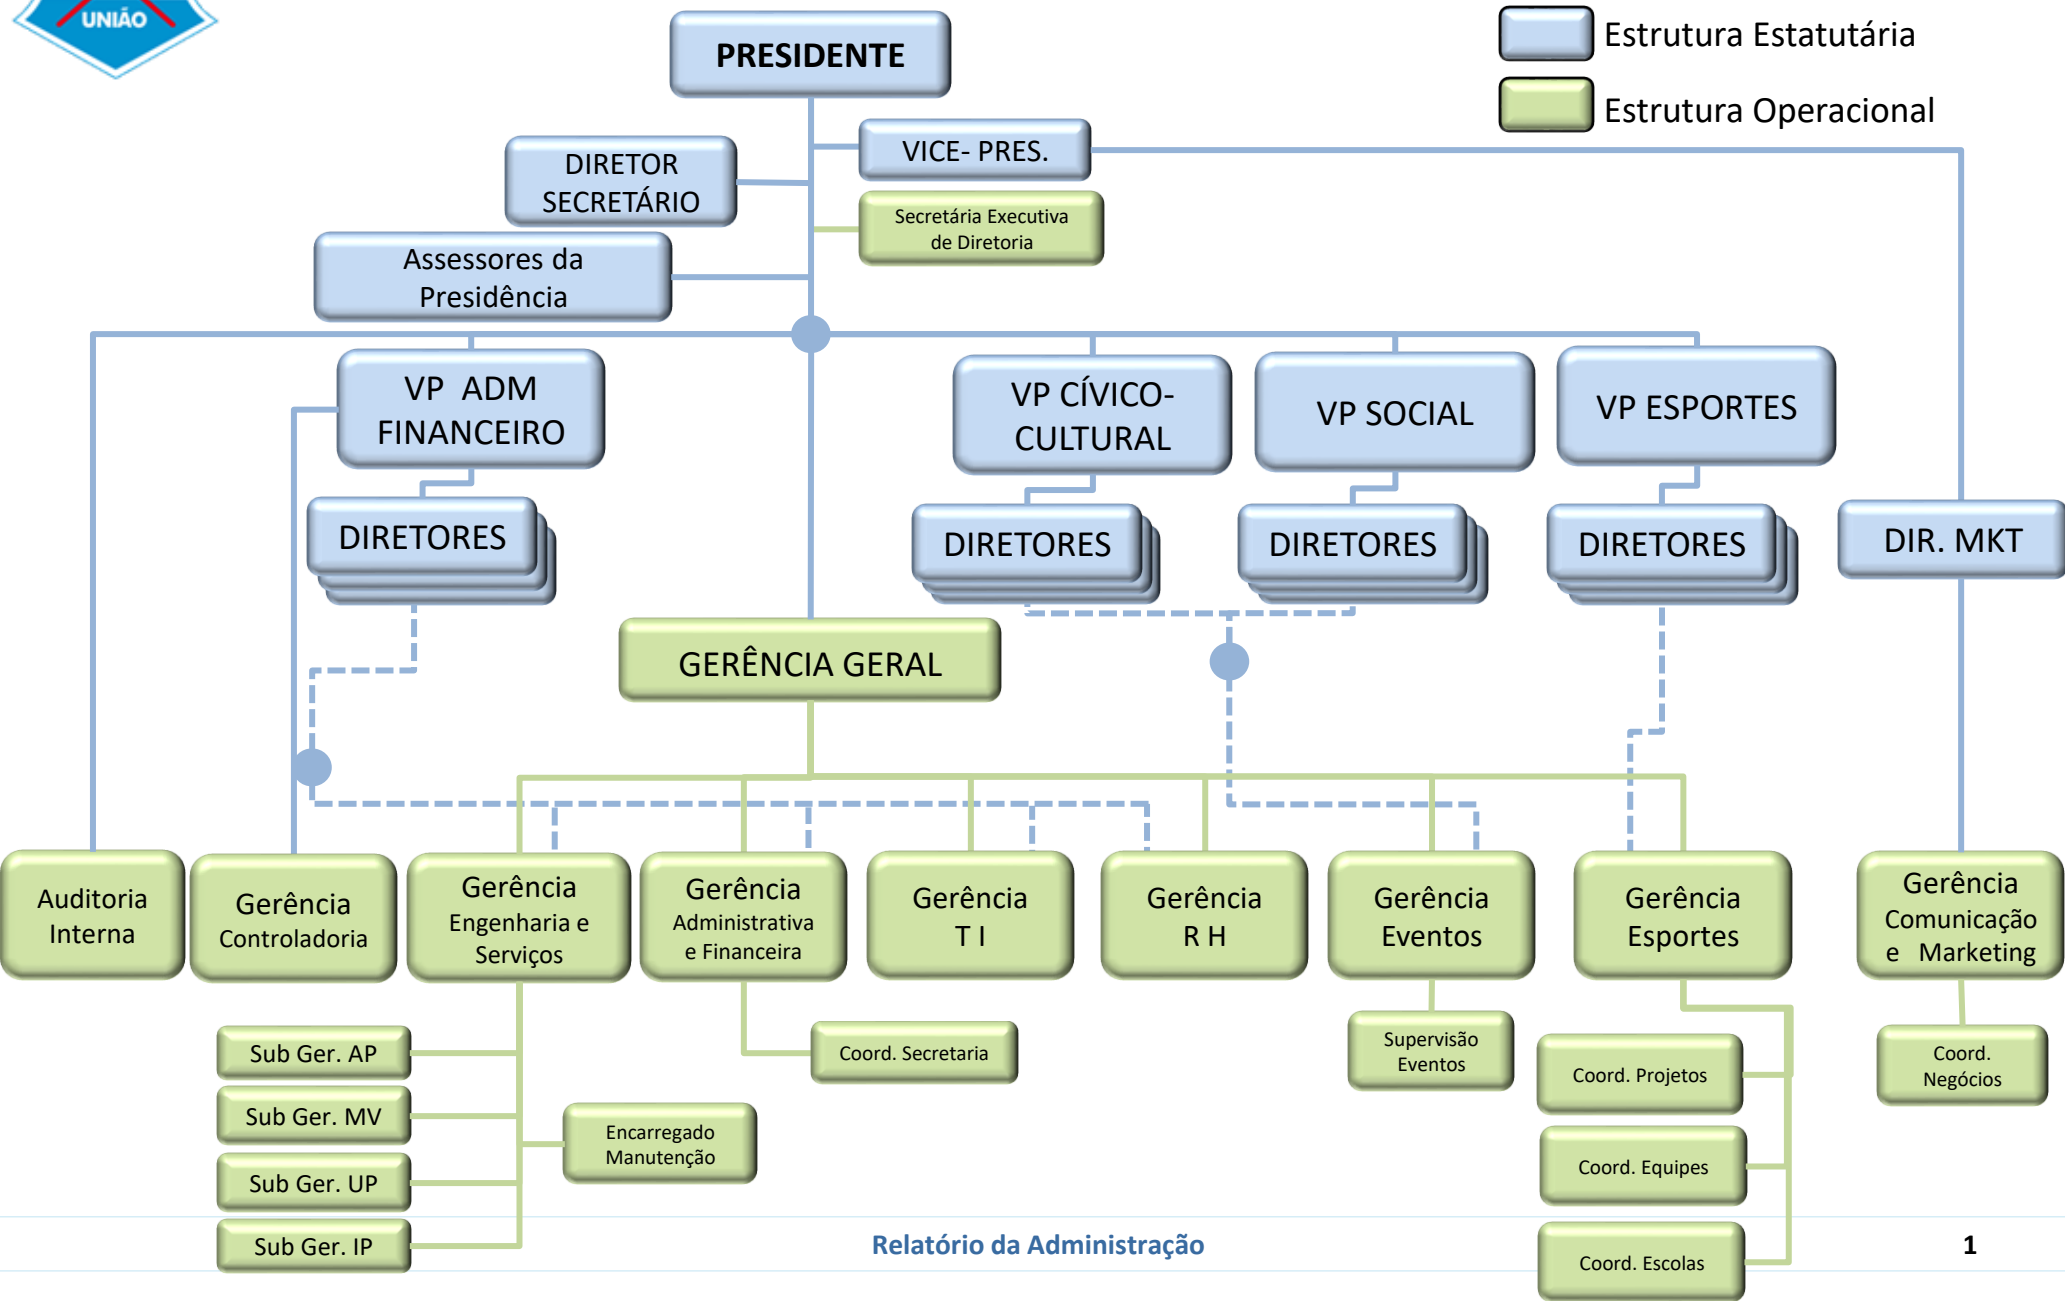 UNIÃO
PRESIDENTE
Estrutura Estatutária
Estrutura Operacional
VICE- PRES.
DIRETOR
SECRETÁRIO
Secretária Executiva
de Diretoria
Assessores da
Presidência
VP  ADM
FINANCEIRO
VP CÍVICO-
CULTURAL
VP SOCIAL
VP ESPORTES
DIRETORES
DIRETORES
DIRETORES
DIRETORES
DIR. MKT
GERÊNCIA GERAL
Auditoria
Interna
Gerência
Controladoria
Gerência
Engenharia e
Serviços
Gerência
Administrativa
e Financeira
Gerência
T I
Gerência
R H
Gerência
Eventos
Gerência
Esportes
Gerência
Comunicação
e   Marketing
Sub Ger. AP
Sub Ger. MV
Sub Ger. UP
Sub Ger. IP
Encarregado
Manutenção
Coord. Secretaria
Supervisão
Eventos
Coord. Projetos
Coord. Equipes
Coord. Escolas
Coord.
Negócios
Relatório da Administração
1